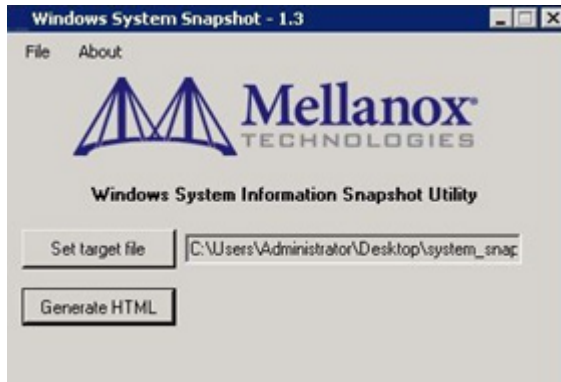 Windows System Snapshot - 1.3
File About
Mellanox
TECHNOLOGIES
Windows System Information Snapshot Utility
Set target file C:\Users\Administrator\Desktop\system_snap
Generate HTML